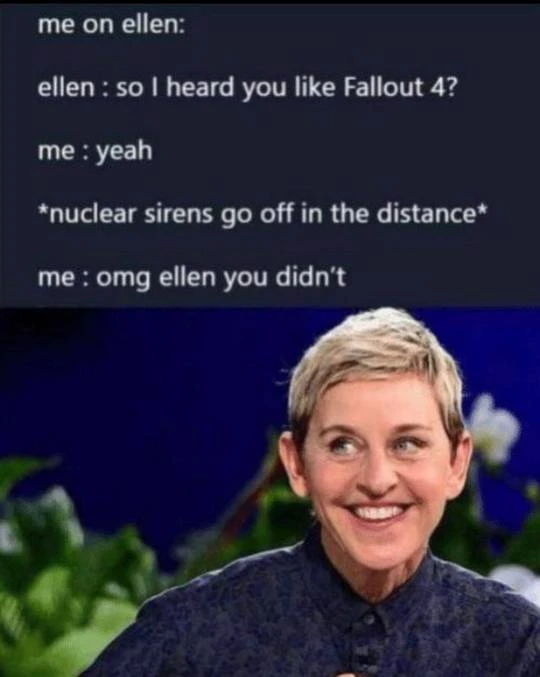 me on ellen:
ellen : so I heard you like Fallout 4?
me : yeah
*nuclear sirens go off in the distance*
me : omg ellen you didn't